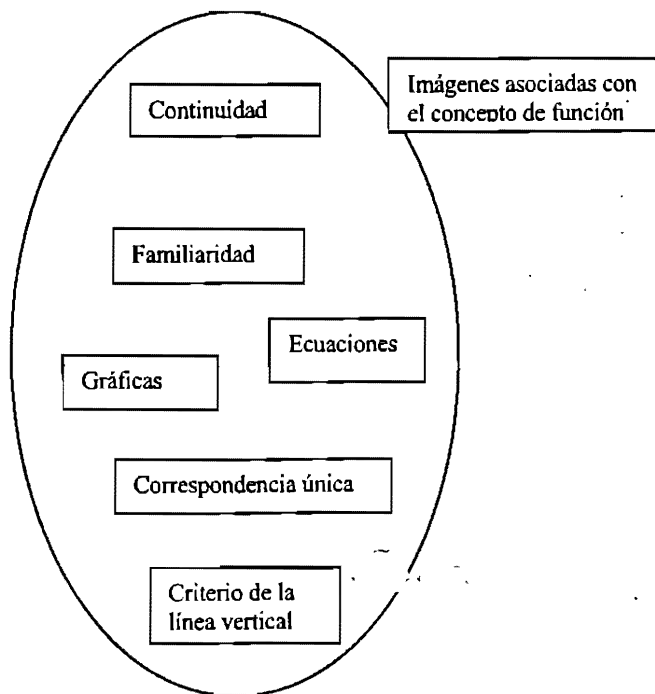 Imágenes asociadas con
el concepto de función
Continuidad
Familiaridad
Ecuaciones
Gráficas
Correspondencia única
Criterio de la
línea vertical